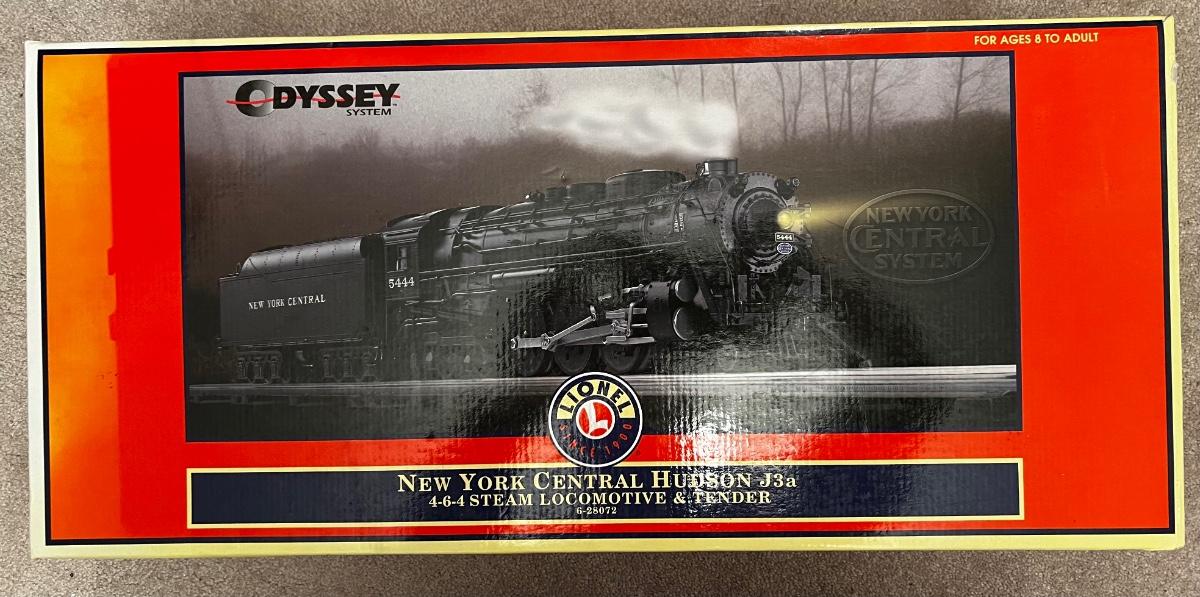 FOR AGES 8 TO ADULT
ODYSSEY
SYSTEM
NEW YORK
CENTRAL
SYSTEM
5444
5444
NEW YORK CENTRAL
LIONEL
L
SINCE 1900
NEW YORK CENTRAL HUDSON J3a
4-6-4 STEAM LOCOMOTIVE & TENDER
6-28072